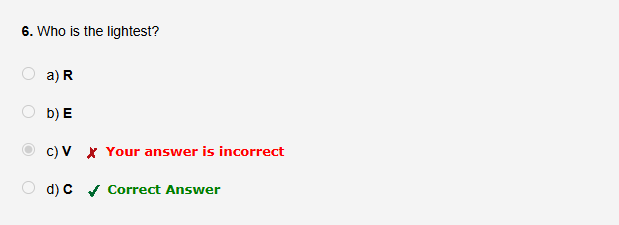 6. Who is the lightest?
a) R
b) E
c) V ✗ Your answer is incorrect
d) C ✓ Correct Answer